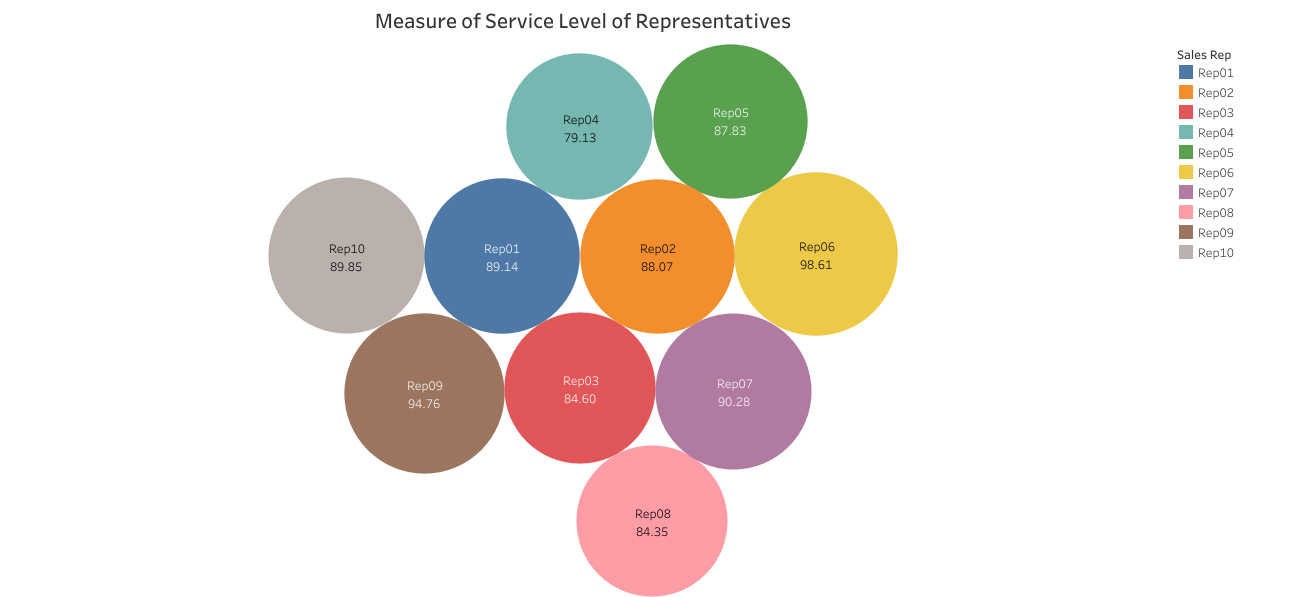 Measure of Service Level of Representatives
Rep04
79.13
Rep05
87.83
Rep10
89.85
Rep01
89.14
Rep02
88.07
Rep06
98.61
Rep09
94.76
Rep03
84.60
Rep07
90.28
Rep08
84.35
Sales Rep
Rep01
Rep02
Rep03
Rep04
Rep05
Rep06
Rep07
Rep08
Rep09
Rep10